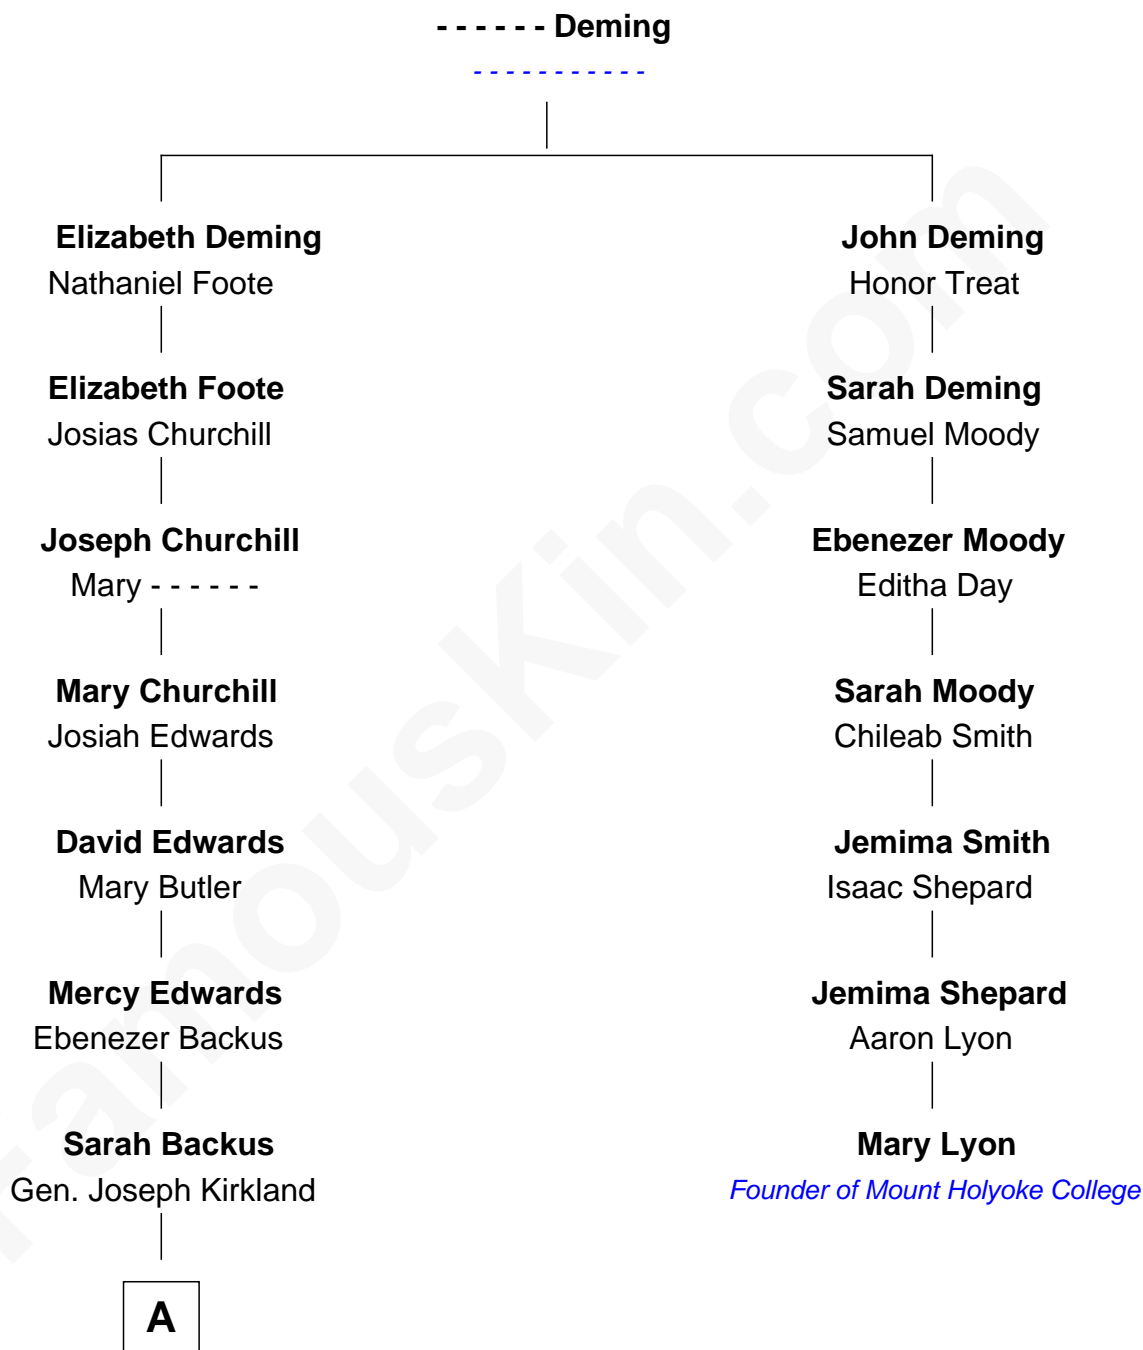 - - - - - - Deming
- - - - - - - - - - -
Elizabeth Deming
Nathaniel Foote
Elizabeth Foote
Josias Churchill
Joseph Churchill
Mary - - - - - -
Mary Churchill
Josiah Edwards
David Edwards
Mary Butler
Mercy Edwards
Ebenezer Backus
Sarah Backus
Gen. Joseph Kirkland
A
John Deming
Honor Treat
Sarah Deming
Samuel Moody
Ebenezer Moody
Editha Day
Sarah Moody
Chileab Smith
Jemima Smith
Isaac Shepard
Jemima Shepard
Aaron Lyon
Mary Lyon
Founder of Mount Holyoke College
FamousKin.com